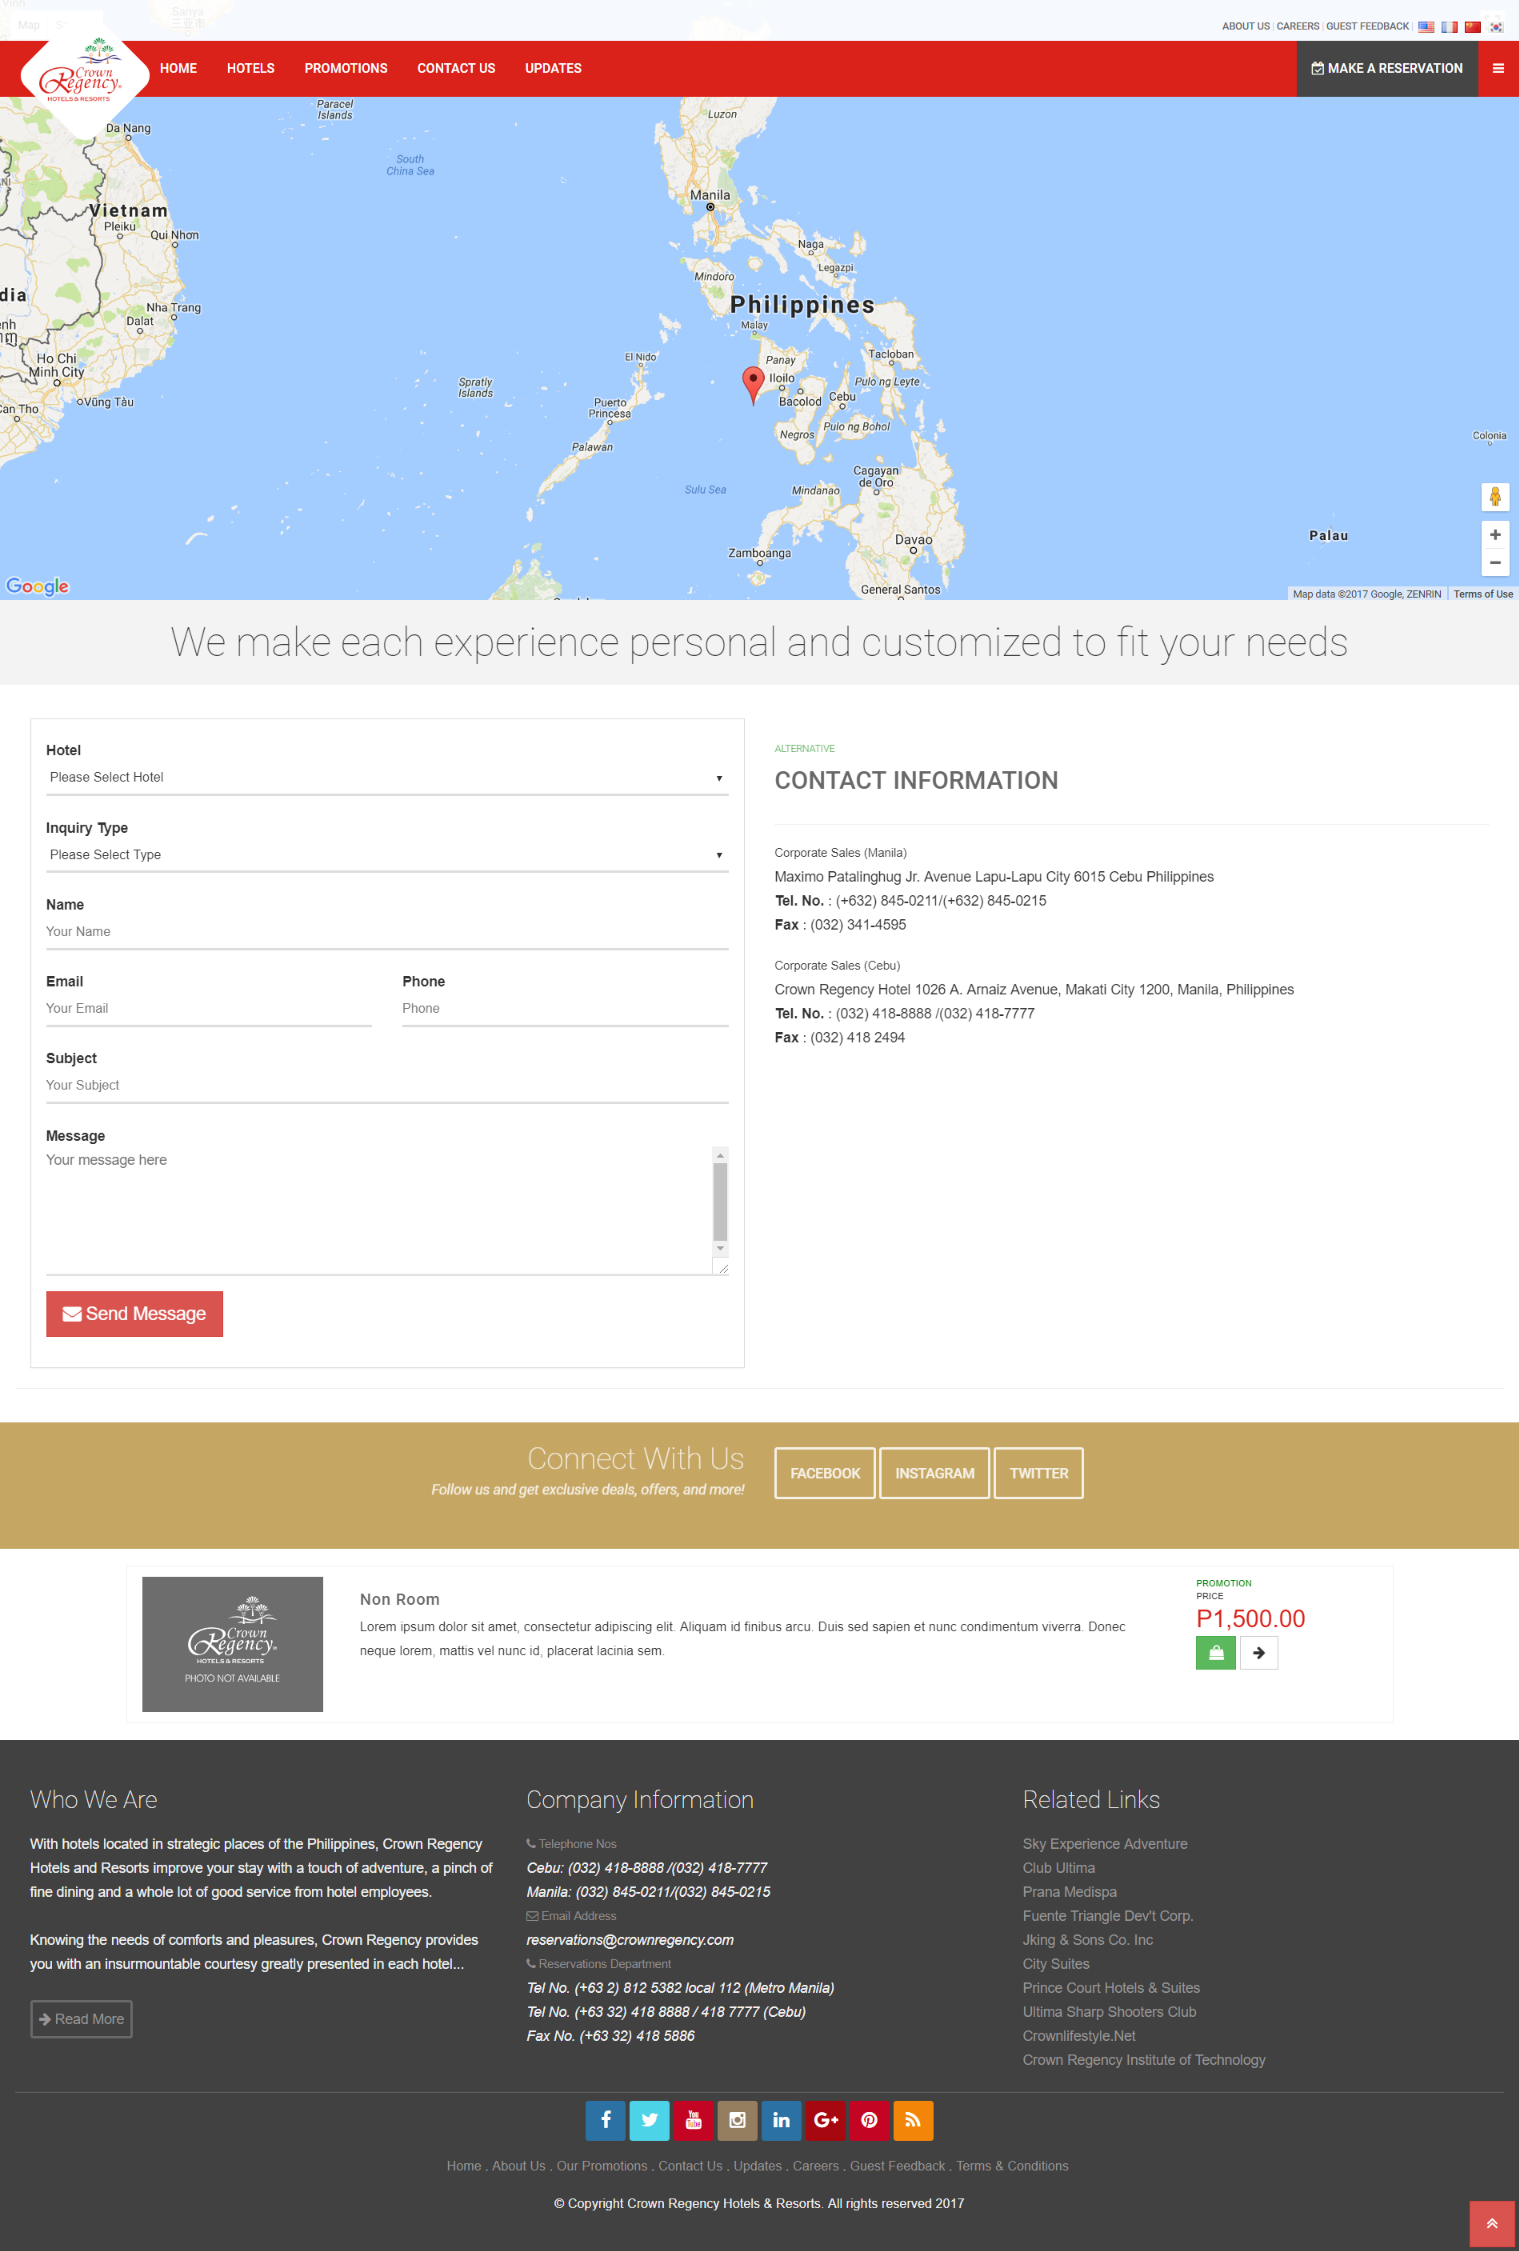 Vinh
Sanya
三亚市
Map
ABOUT US | CAREERS | GUEST FEEDBACK |
Crown
Regency
HOTELS & RESORTS
HOME
HOTELS
PROMOTIONS
CONTACT US
UPDATES
MAKE A RESERVATION
Paracel
Islands
Luzon
Da Nang
South
China Sea
Manila
Vietnam
Pleiku
Qui Nhơn
Naga
Legazpi
Mindoro
dia
Philippines
Nha Trang
Dalat
Malay
Ho Chi
Minh City
El Nido
Panay
Tacloban
Iloilo
Spratly
Islands
Pulo ng Leyte
Can Tho
Vũng Tàu
Puerto
Princesa
Bacolod
Cebu
Negros
Pulo ng Bohol
Palawan
Colonia
Cagayan
de Oro
Sulu Sea
Mindanao
Palau
Zamboanga
Davao
General Santos
Google
Map data ©2017 Google, ZENRIN
Terms of Use
We make each experience personal and customized to fit your needs
Hotel
Please Select Hotel
Inquiry Type
Please Select Type
Name
Your Name
Email
Phone
Your Email
Phone
Subject
Your Subject
Message
Your message here
Send Message
ALTERNATIVE
CONTACT INFORMATION
Corporate Sales (Manila)
Maximo Patalinghug Jr. Avenue Lapu-Lapu City 6015 Cebu Philippines
Tel. No. : (+632) 845-0211/(+632) 845-0215
Fax : (032) 341-4595
Corporate Sales (Cebu)
Crown Regency Hotel 1026 A. Arnaiz Avenue, Makati City 1200, Manila, Philippines
Tel. No. : (032) 418-8888 /(032) 418-7777
Fax : (032) 418 2494
Connect With Us
Follow us and get exclusive deals, offers, and more!
FACEBOOK
INSTAGRAM
TWITTER
Crown
Regency
HOTELS & RESORTS
PHOTO NOT AVAILABLE
Non Room
Lorem ipsum dolor sit amet, consectetur adipiscing elit. Aliquam id finibus arcu. Duis sed sapien et nunc condimentum viverra. Donec
neque lorem, mattis vel nunc id, placerat lacinia sem.
PROMOTION
PRICE
P1,500.00
Who We Are
With hotels located in strategic places of the Philippines, Crown Regency
Hotels and Resorts improve your stay with a touch of adventure, a pinch of
fine dining and a whole lot of good service from hotel employees.
Knowing the needs of comforts and pleasures, Crown Regency provides
you with an insurmountable courtesy greatly presented in each hotel...
Read More
Company Information
Telephone Nos
Cebu: (032) 418-8888 /(032) 418-7777
Manila: (032) 845-0211/(032) 845-0215
Email Address
reservations@crownregency.com
Reservations Department
Tel No. (+63 2) 812 5382 local 112 (Metro Manila)
Tel No. (+63 32) 418 8888 / 418 7777 (Cebu)
Fax No. (+63 32) 418 5886
Related Links
Sky Experience Adventure
Club Ultima
Prana Medispa
Fuente Triangle Dev't Corp.
Jking & Sons Co. Inc
City Suites
Prince Court Hotels & Suites
Ultima Sharp Shooters Club
Crownlifestyle.Net
Crown Regency Institute of Technology
Home . About Us . Our Promotions . Contact Us . Updates . Careers . Guest Feedback . Terms & Conditions
© Copyright Crown Regency Hotels & Resorts. All rights reserved 2017